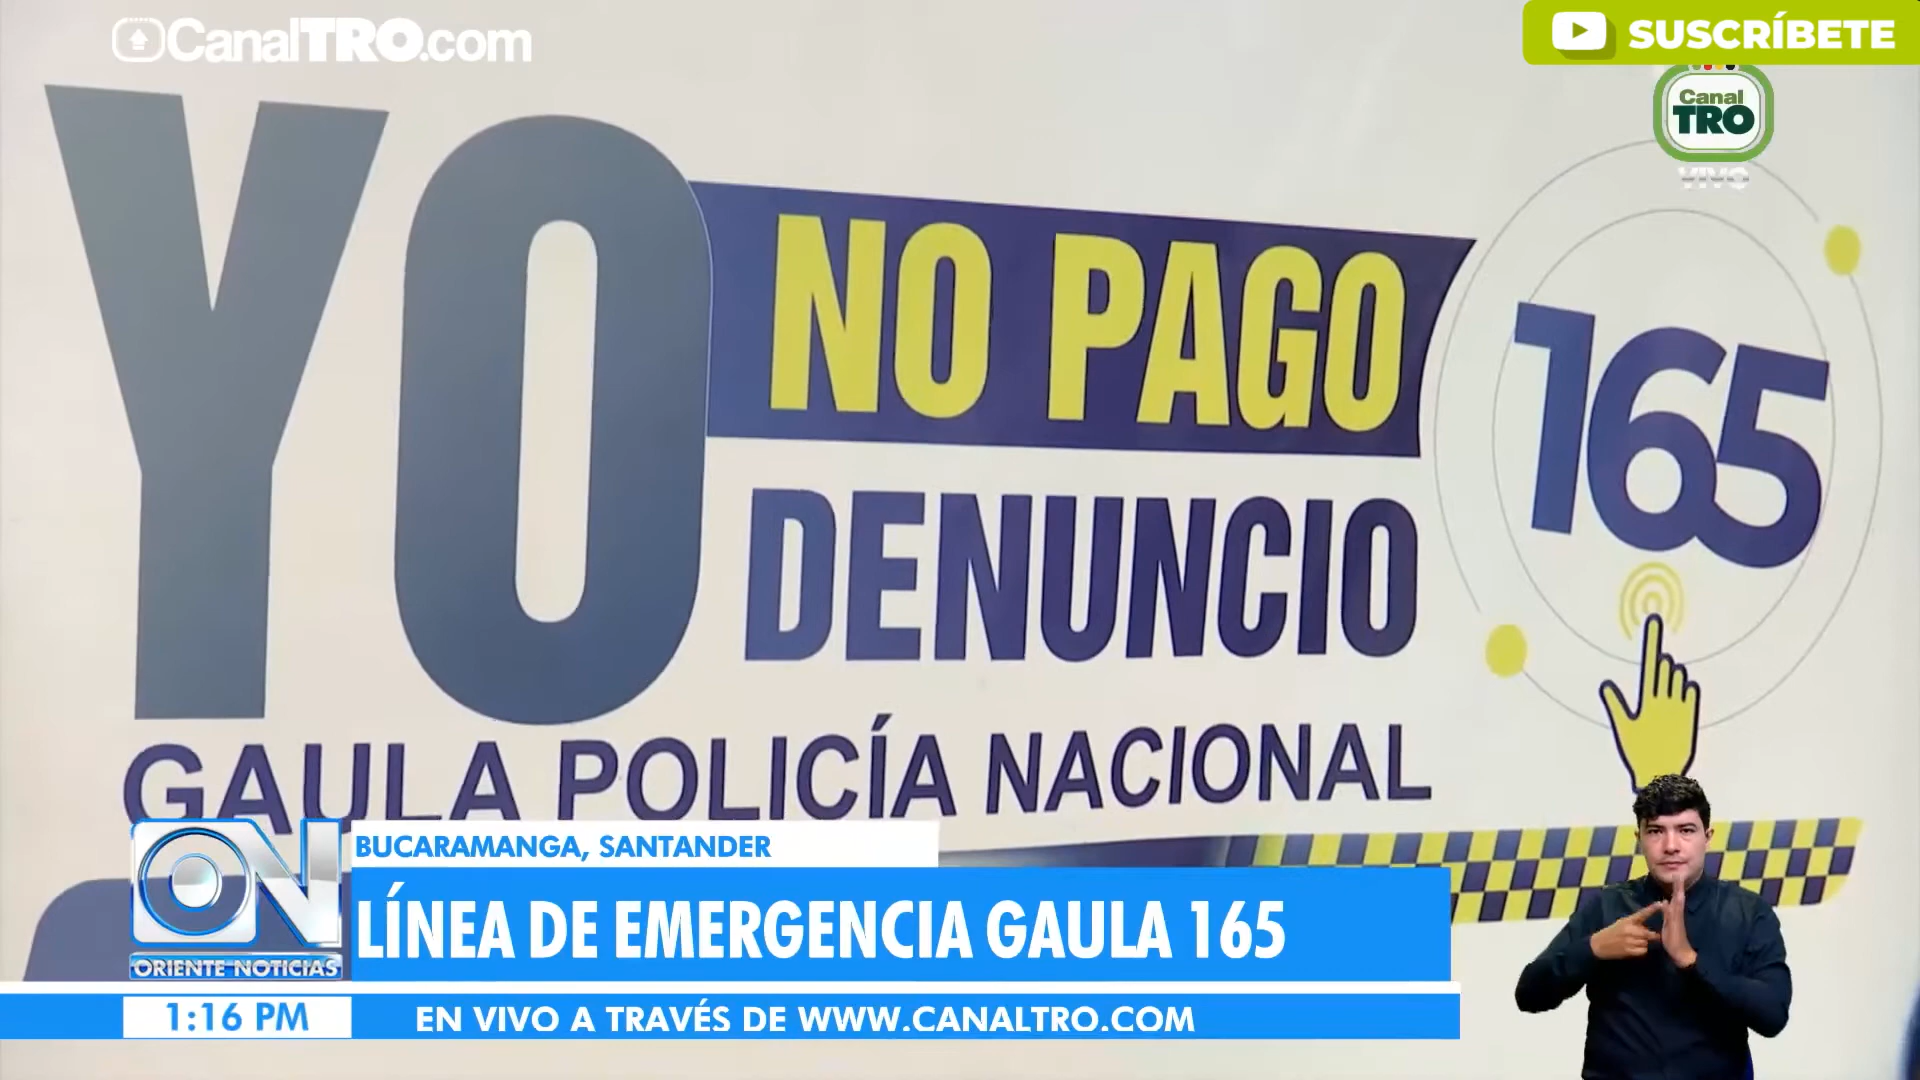 CanalTRO.com
SUSCRÍBETE
Canal
TRO
VIVO
YO
NO PAGO
DENUNCIO
165
GAULA POLICÍA NACIONAL
BUCARAMANGA, SANTANDER
ON
LÍNEA DE EMERGENCIA GAULA 165
ORIENTE NOTICIAS
1:16 PM
EN VIVO A TRAVÉS DE WWW.CANALTRO.COM